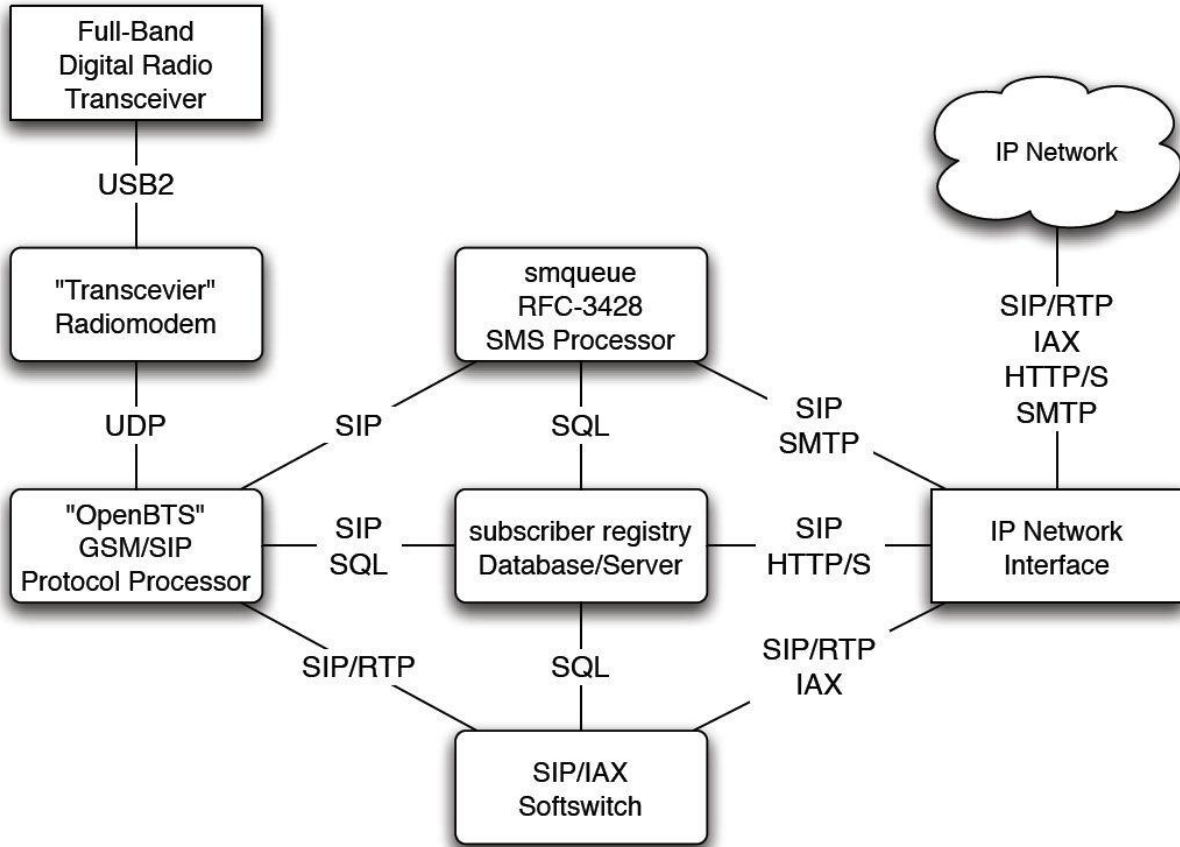 Full-Band
Digital Radio
Transceiver
USB2
"Transcevier"
Radiomodem
UDP
"OpenBTS"
GSM/SIP
Protocol Processor
SIP
smqueue
RFC-3428
SMS Processor
SQL
SIP
SQL
subscriber registry
Database/Server
SIP/RTP
SQL
SIP/IAX
Softswitch
SIP
SMTP
SIP
HTTP/S
SIP/RTP
IAX
IP Network
SIP/RTP
IAX
HTTP/S
SMTP
IP Network
Interface